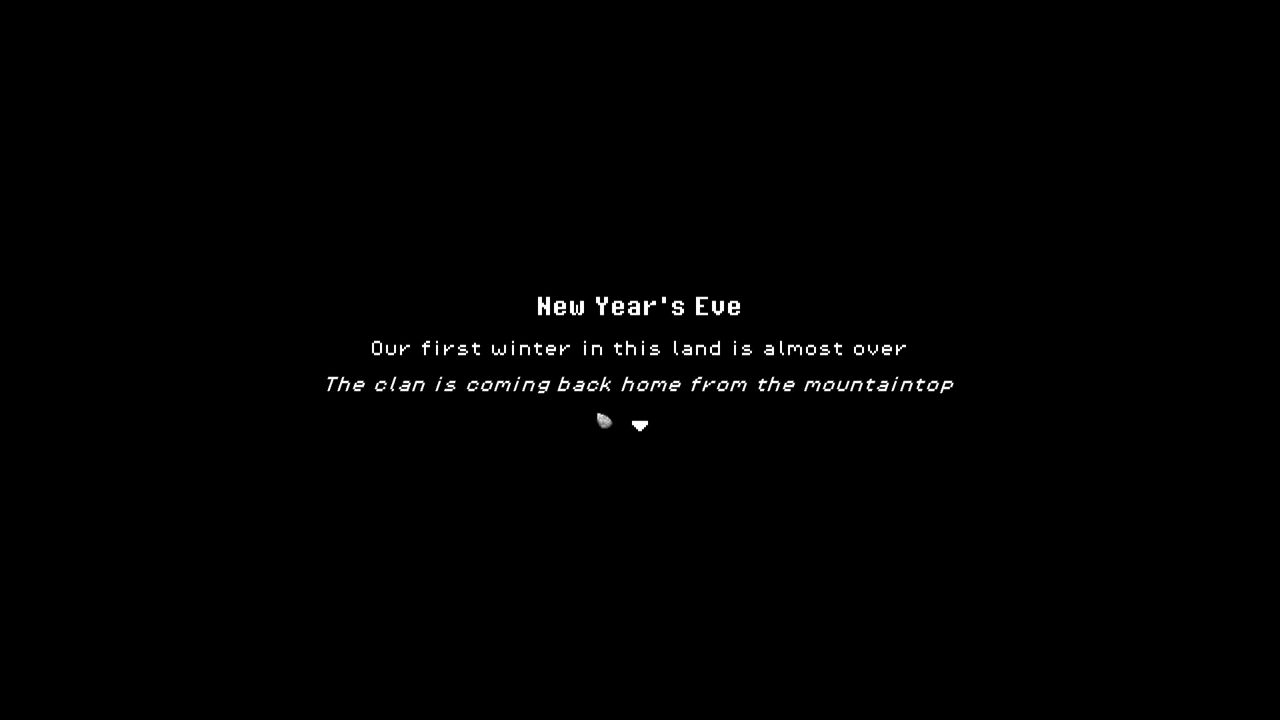 New Year's Eve
Our first winter in this land is almost over
The clan is coming back home from the mountaintop